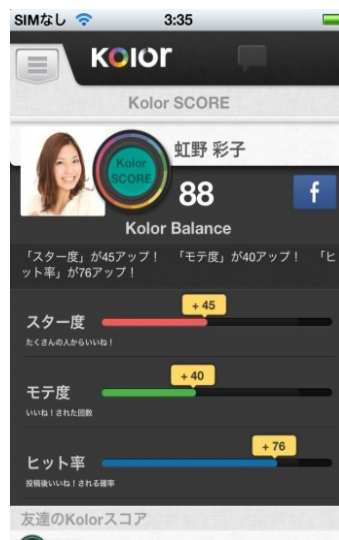 SIMなし 3:35
KOlOr
Kolor SCORE
Kolor
SCORE
虹野 彩子
88
f
Kolor Balance
「スター度」が45アップ！ 「モテ度」が40アップ！ 「ヒ
ット率」が76アップ！
+ 45
スター度
たくさんの人からいいね！
+ 40
モテ度
いいね！された回数
+ 76
ヒット率
投稿後いいね！される確率
友達のKolorスコア